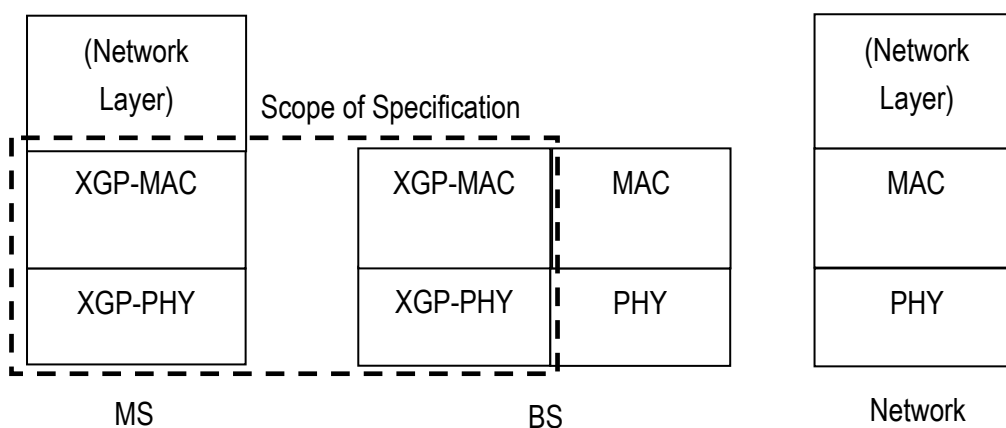 (Network
Layer)
(Network
Layer)
Scope of Specification
XGP-MAC
XGP-MAC
MAC
MAC
XGP-PHY
XGP-PHY
PHY
PHY
MS
BS
Network